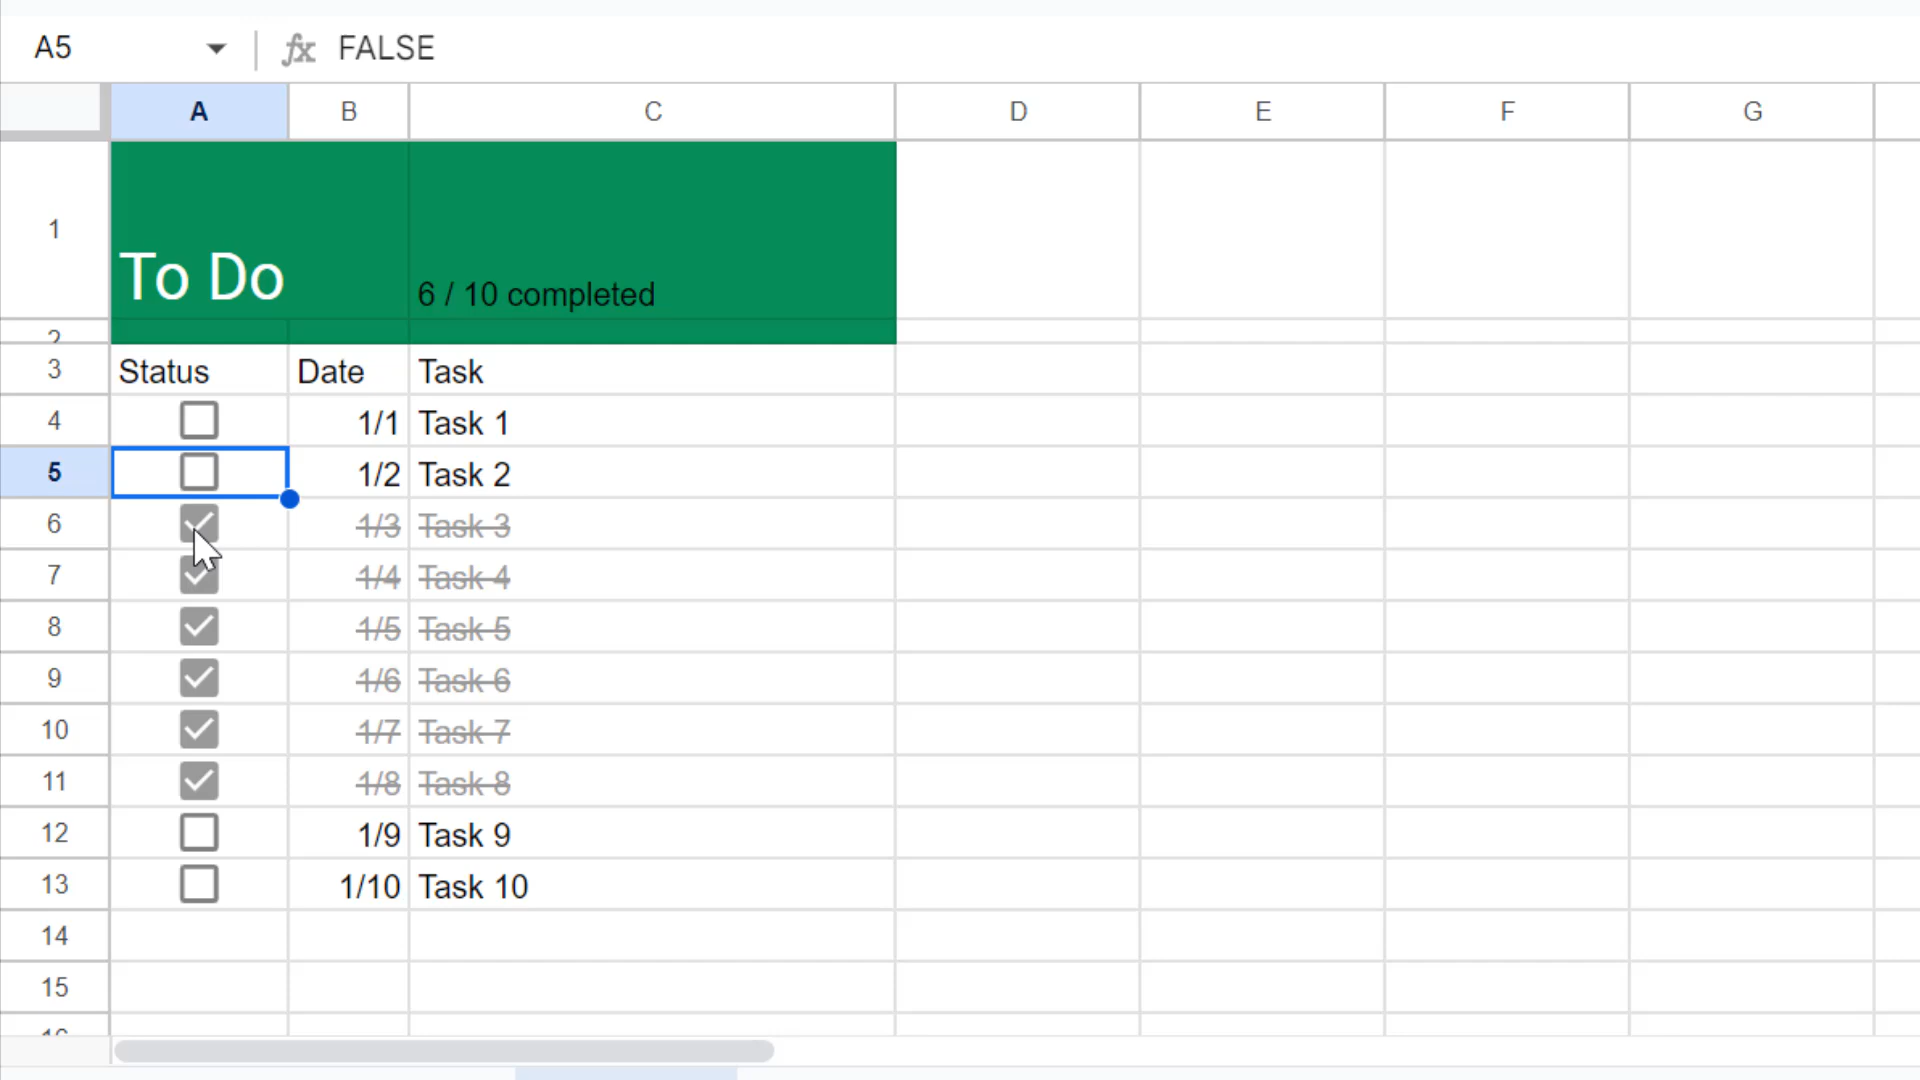 A5 fx FALSE
A B C D E F G
1 To Do 6 / 10 completed
2
3 Status Date Task
4 1/1 Task 1
5 1/2 Task 2
6 1/3 Task 3
7 1/4 Task 4
8 1/5 Task 5
9 1/6 Task 6
10 1/7 Task 7
11 1/8 Task 8
12 1/9 Task 9
13 1/10 Task 10
14
15
16